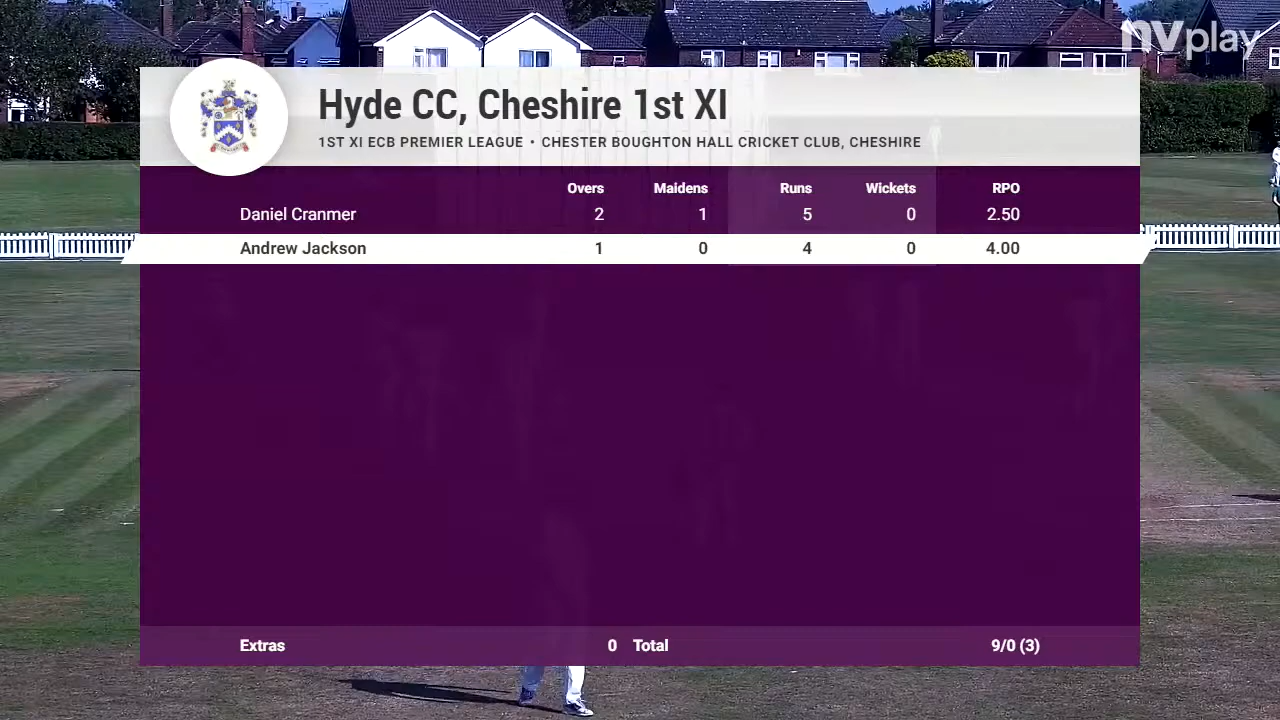 nvplay
Hyde CC, Cheshire 1st XI
1ST XI ECB PREMIER LEAGUE • CHESTER BOUGHTON HALL CRICKET CLUB, CHESHIRE
Overs Maidens Runs Wickets RPO
Daniel Cranmer 2 1 5 0 2.50
Andrew Jackson 1 0 4 0 4.00
Extras 0 Total 9/0 (3)